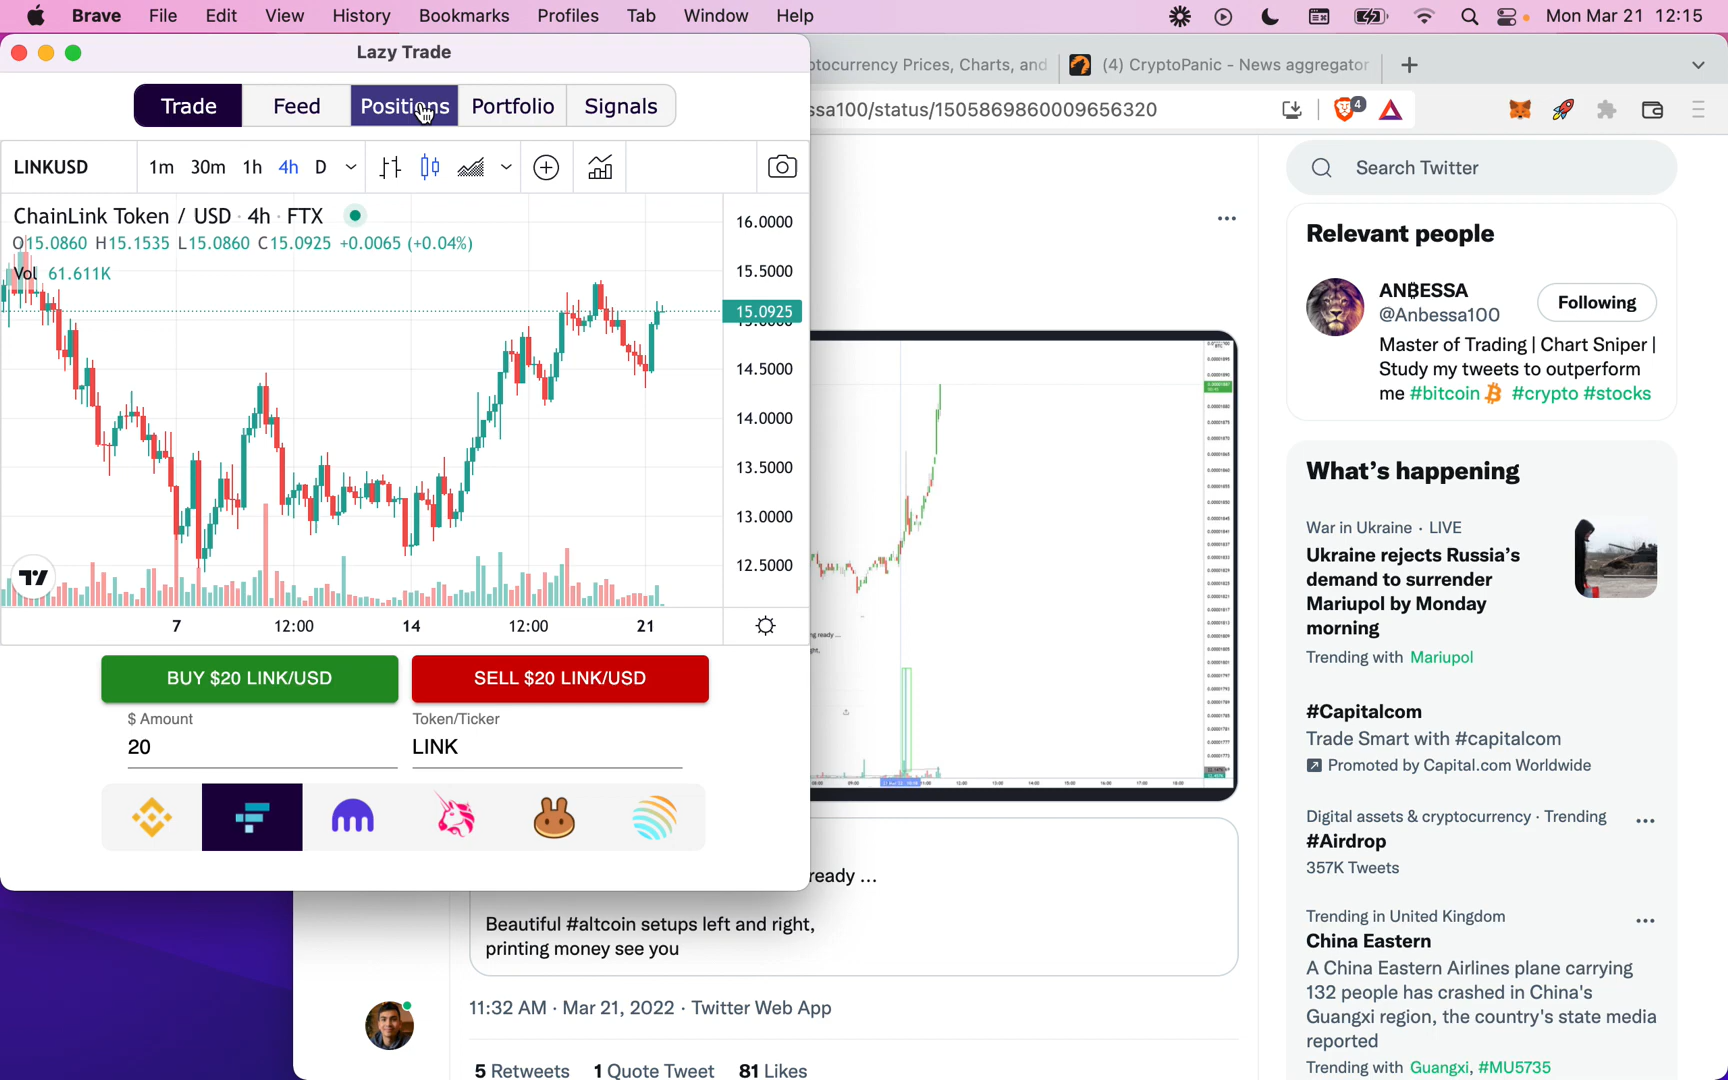 Brave File Edit View History Bookmarks Profiles Tab Window Help Mon Mar 21 12:15
Lazy Trade
Trade Feed Positions Portfolio Signals
LINKUSD 1m 30m 1h 4h D
ChainLink Token / USD · 4h · FTX
O15.0860 H15.1535 L15.0860 C15.0925 +0.0065 (+0.04%)
Vol 61.611K
16.0000
15.5000
15.0925
14.5000
14.0000
13.5000
13.0000
12.5000
7 12:00 14 12:00 21
BUY $20 LINK/USD SELL $20 LINK/USD
$ Amount Token/Ticker
20 LINK
ptocurrency Prices, Charts, and (4) CryptoPanic - News aggregator
ssa100/status/1505869860009656320
4
ready ...
Beautiful #altcoin setups left and right,
printing money see you
11:32 AM · Mar 21, 2022 · Twitter Web App
5 Retweets 1 Quote Tweet 81 Likes
Search Twitter
Relevant people
AN₿ESSA
@Anbessa100
Following
Master of Trading | Chart Sniper |
Study my tweets to outperform
me #bitcoin #crypto #stocks
What's happening
War in Ukraine · LIVE
Ukraine rejects Russia's
demand to surrender
Mariupol by Monday
morning
Trending with Mariupol
#Capitalcom
Trade Smart with #capitalcom
Promoted by Capital.com Worldwide
Digital assets & cryptocurrency · Trending
#Airdrop
357K Tweets
Trending in United Kingdom
China Eastern
A China Eastern Airlines plane carrying
132 people has crashed in China's
Guangxi region, the country's state media
reported
Trending with Guangxi, #MU5735